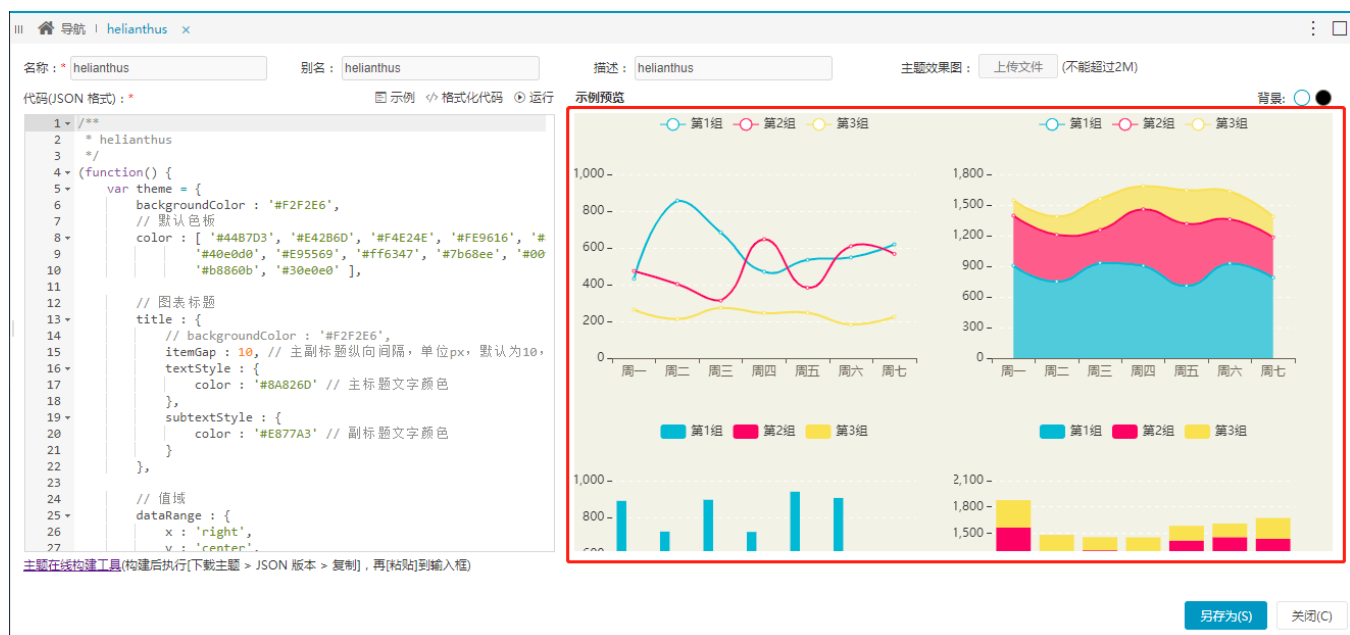 导航 helianthus ×
名称：* helianthus 别名： helianthus 描述： helianthus 主题效果图： 上传文件 (不能超过2M)
代码(JSON 格式)：* 示例 </> 格式化代码 运行 示例预览 背景:
1 /**
2 * helianthus
3 */
4 (function() {
5 var theme = {
6 backgroundColor : '#F2F2E6',
7 // 默认色板
8 color : [ '#44B7D3', '#E42B6D', '#F4E24E', '#FE9616', '#
9 '#40e0d0', '#E95569', '#ff6347', '#7b68ee', '#00
10 '#b8860b', '#30e0e0' ],
11
12 // 图表标题
13 title : {
14 // backgroundColor : '#F2F2E6',
15 itemGap : 10, // 主副标题纵向间隔，单位px，默认为10，
16 textStyle : {
17 color : '#8A826D' // 主标题文字颜色
18 },
19 subtextStyle : {
20 color : '#E877A3' // 副标题文字颜色
21 }
22 },
23
24 // 值域
25 dataRange : {
26 x : 'right',
27 y : 'center',
第1组 第2组 第3组
1,000
800
600
400
200
0
周一 周二 周三 周四 周五 周六 周七
第1组 第2组 第3组
1,800
1,500
1,200
900
600
300
0
周一 周二 周三 周四 周五 周六 周七
第1组 第2组 第3组
1,000
800
600
第1组 第2组 第3组
2,100
1,800
1,500
主题在线构建工具(构建后执行[下载主题 > JSON 版本 > 复制]，再[粘贴]到输入框)
另存为(S) 关闭(C)